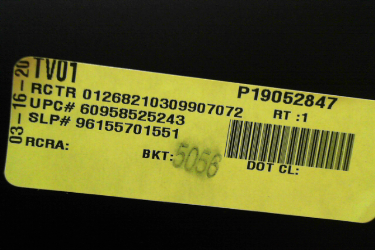 03-16-20
TV01
P19052847
RCTR 01268210309907072
RT :1
UPC# 60958525243
SLP# 96155701551
RCRA:
BKT: 5056
DOT CL: